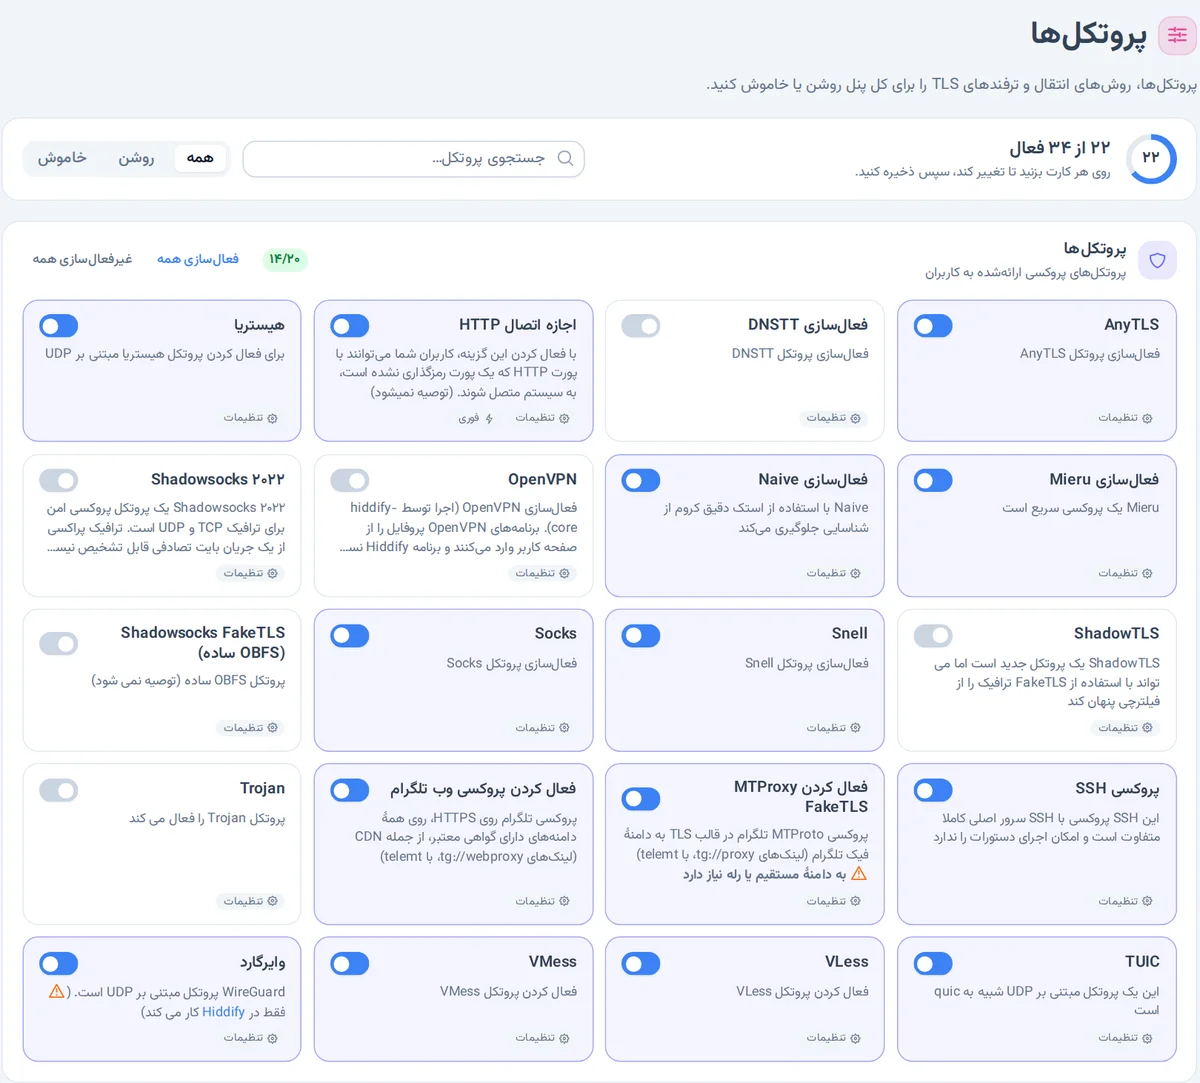 پروتکل‌ها
پروتکل‌ها، روش‌های انتقال و ترفندهای TLS را برای کل پنل روشن یا خاموش کنید.
۲۲
۲۲ از ۳۴ فعال
روی هر کارت بزنید تا تغییر کند، سپس ذخیره کنید.
جستجوی پروتکل...
همه
روشن
خاموش
پروتکل‌ها
پروتکل‌های پروکسی ارائه‌شده به کاربران
۱۴/۲۰
فعال‌سازی همه
غیرفعال‌سازی همه
AnyTLS
فعال‌سازی پروتکل AnyTLS
تنظیمات
فعال‌سازی DNSTT
فعال‌سازی پروتکل DNSTT
تنظیمات
اجازه اتصال HTTP
با فعال کردن این گزینه، کاربران شما می‌توانند با
پورت HTTP که یک پورت رمزگذاری نشده است،
به سیستم متصل شوند. (توصیه نمیشود)
تنظیمات
فوری
هیستریا
برای فعال کردن پروتکل هیستریا مبتنی بر UDP
تنظیمات
فعال‌سازی Mieru
Mieru یک پروکسی سریع است
تنظیمات
فعال‌سازی Naive
Naive با استفاده از استک دقیق کروم از
شناسایی جلوگیری می‌کند
تنظیمات
OpenVPN
فعال‌سازی OpenVPN (اجرا توسط hiddify-
core). برنامه‌های OpenVPN پروفایل را از
صفحه کاربر وارد می‌کنند و برنامه Hiddify نس...
تنظیمات
Shadowsocks ۲۰۲۲
Shadowsocks ۲۰۲۲ یک پروتکل پروکسی امن
برای ترافیک TCP و UDP است. ترافیک پراکسی
از یک جریان بایت تصادفی قابل تشخیص نیس...
تنظیمات
ShadowTLS
ShadowTLS یک پروتکل جدید است اما می
تواند با استفاده از FakeTLS ترافیک را از
فیلترچی پنهان کند
تنظیمات
Snell
فعال‌سازی پروتکل Snell
تنظیمات
Socks
فعال‌سازی پروتکل Socks
تنظیمات
Shadowsocks FakeTLS
(OBFS ساده)
پروتکل OBFS ساده (توصیه نمی شود)
تنظیمات
پروکسی SSH
این SSH پروکسی با SSH سرور اصلی کاملا
متفاوت است و امکان اجرای دستورات را ندارد
تنظیمات
فعال کردن MTProxy
FakeTLS
پروکسی MTProto تلگرام در قالب TLS به دامنهٔ
فیک تلگرام (لینک‌های tg://proxy، با telemt)
⚠ به دامنهٔ مستقیم یا رله نیاز دارد
تنظیمات
فعال کردن پروکسی وب تلگرام
پروکسی تلگرام روی HTTPS، روی همهٔ
دامنه‌های دارای گواهی معتبر، از جمله CDN
(لینک‌های tg://webproxy، با telemt)
تنظیمات
Trojan
پروتکل Trojan را فعال می کند
تنظیمات
TUIC
این یک پروتکل مبتنی بر UDP شبیه به quic
است
تنظیمات
VLess
فعال کردن پروتکل VLess
تنظیمات
VMess
فعال کردن پروتکل VMess
تنظیمات
وایرگارد
WireGuard پروتکل مبتنی بر UDP است. (⚠
فقط در Hiddify کار می کند)
تنظیمات